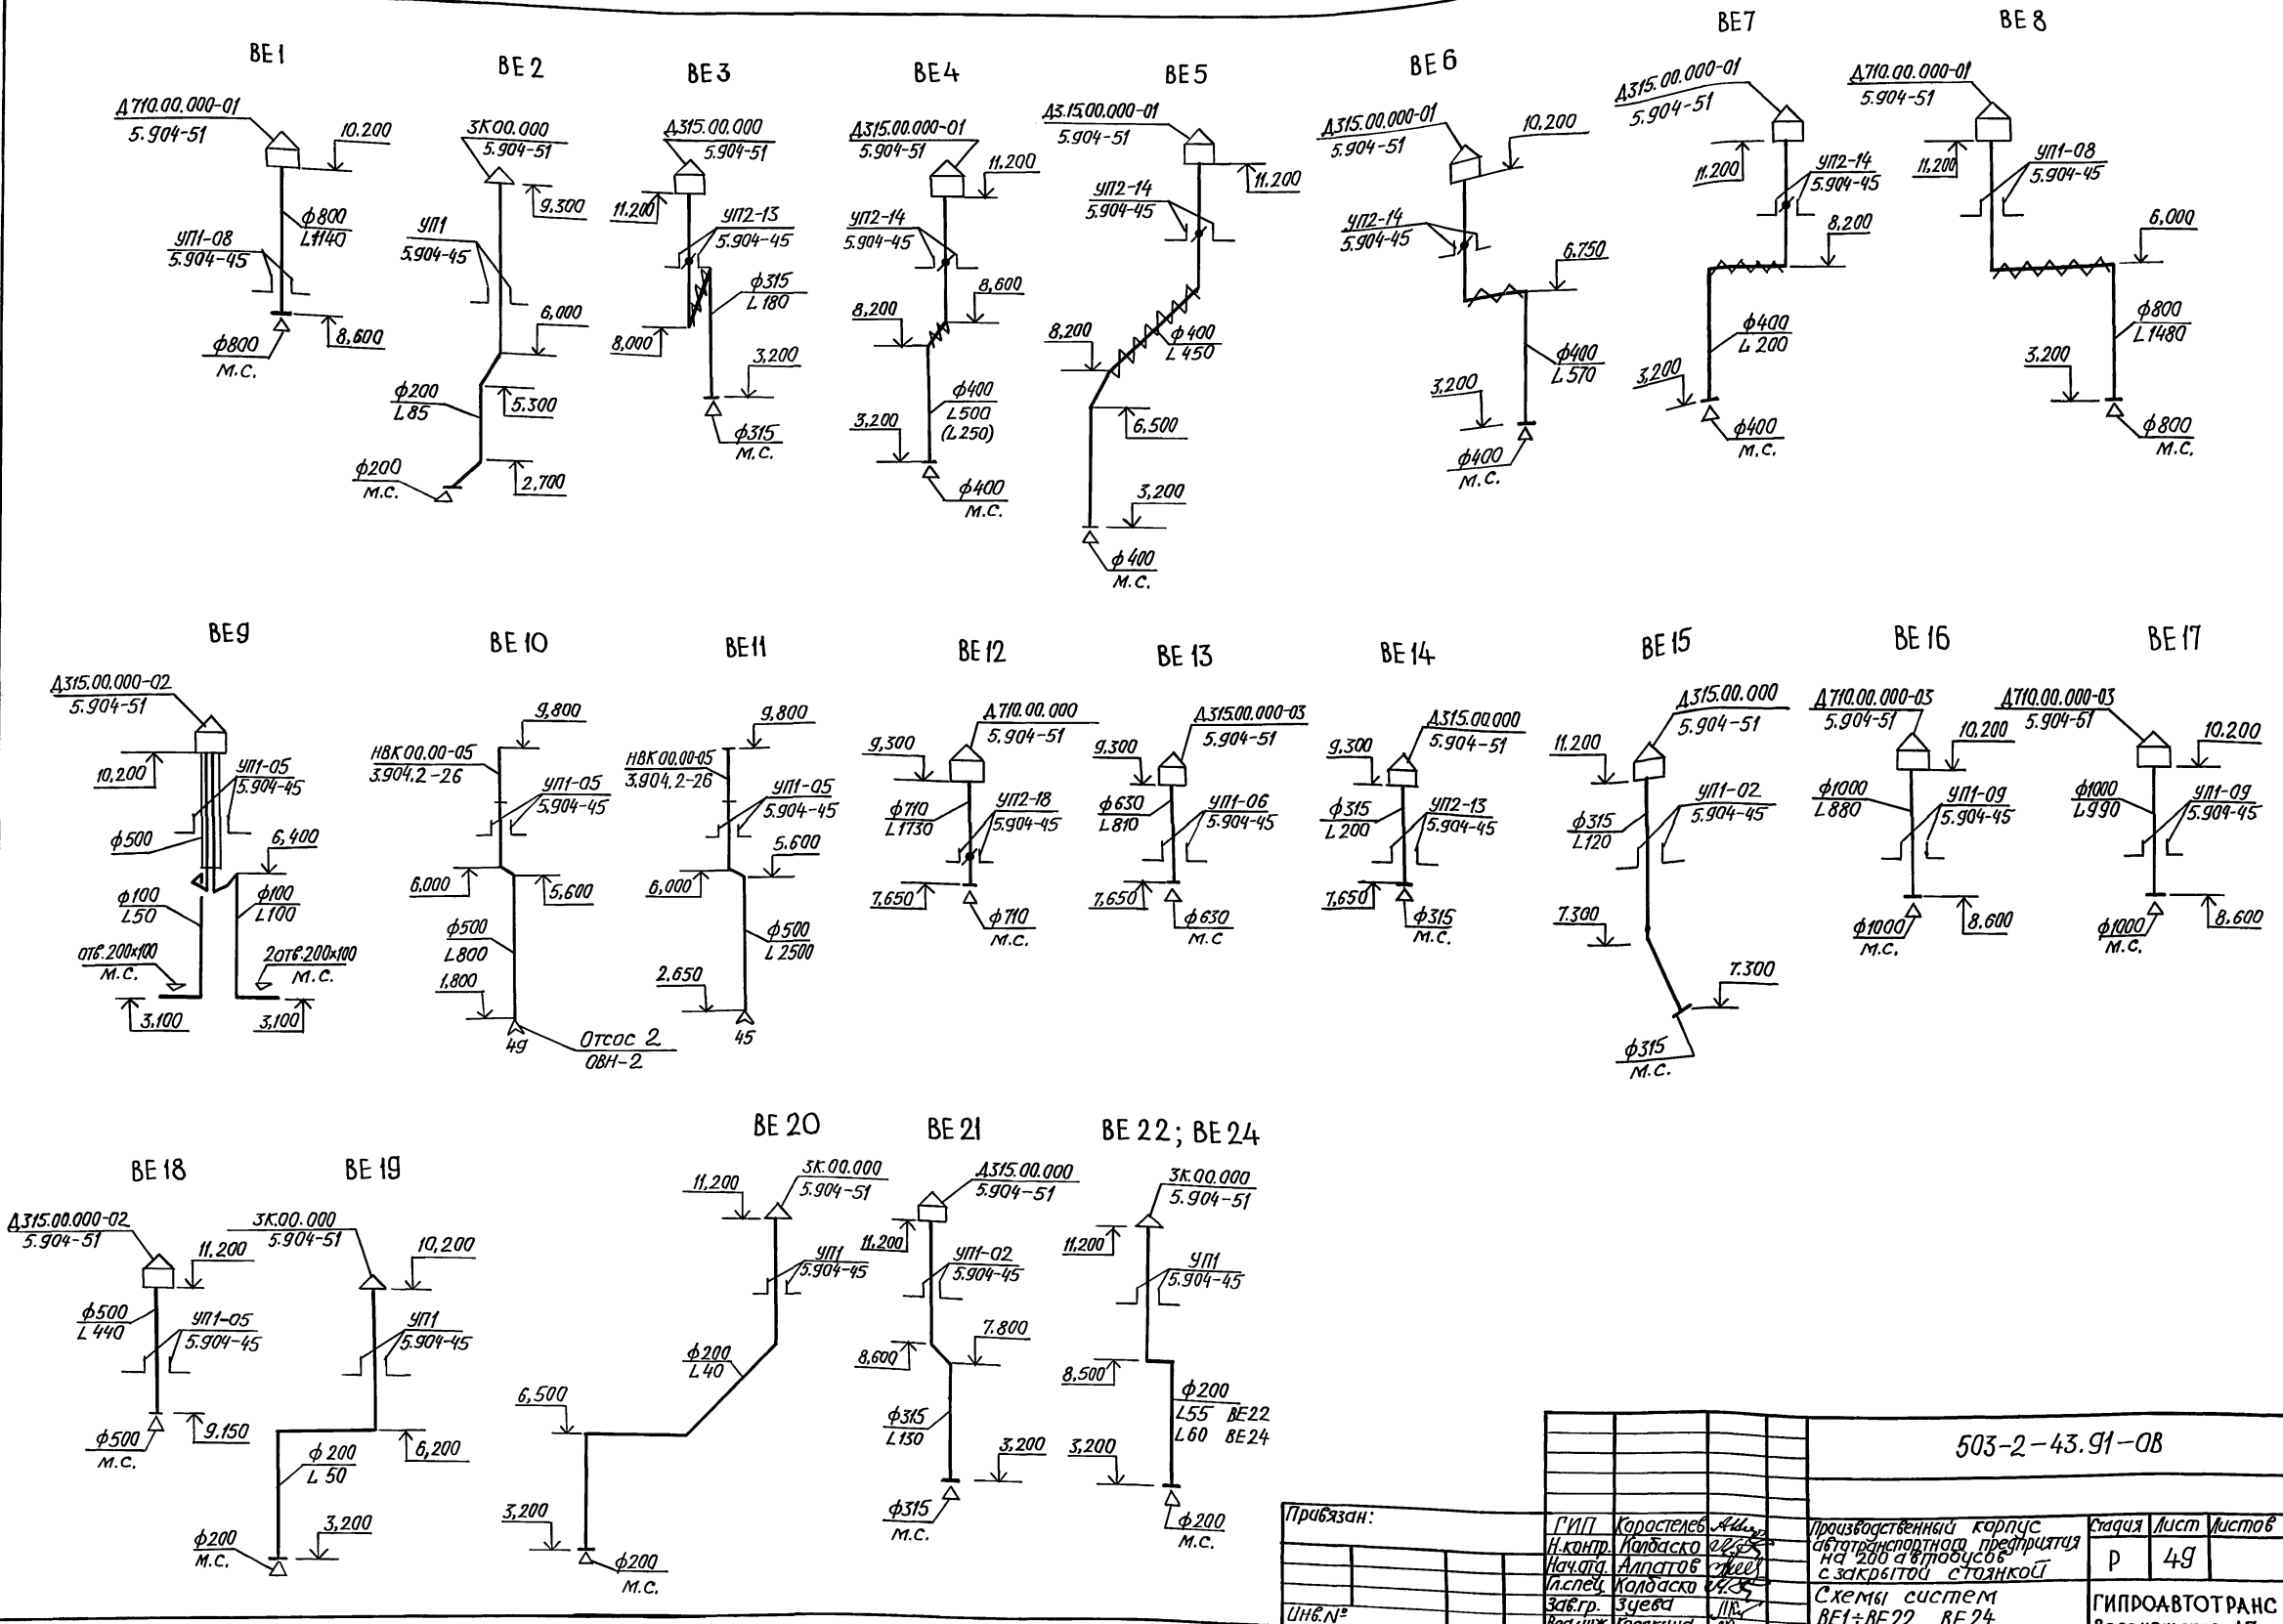 ВЕ1
Д710.00.000-01
5.904-51
10.200
ф800
L1140
УП1-08
5.904-45
ф800
М.С.
8,600
ВЕ2
ЗК00.000
5.904-51
9,300
УП1
5.904-45
6,000
ф200
L85
5.300
ф200
М.С.
2,700
ВЕ3
Д315.00.000
5.904-51
11.200
УП2-13
5.904-45
ф315
L180
8,000
3,200
ф315
М.С.
ВЕ4
Д315.00.000-01
5.904-51
11.200
УП2-14
5.904-45
8,600
8,200
ф400
L500
(L250)
3,200
ф400
М.С.
ВЕ5
Д3.15.00.000-01
5.904-51
11.200
УП2-14
5.904-45
8,200
ф400
L450
6,500
3,200
ф400
М.С.
ВЕ6
Д315.00.000-01
5.904-51
10,200
УП2-14
5.904-45
6.750
ф400
L570
3.200
ф400
М.С.
ВЕ7
Д315.00.000-01
5.904-51
11.200
УП2-14
5.904-45
8,200
ф400
L200
3,200
ф400
М.С.
ВЕ8
Д710.00.000-01
5.904-51
11,200
УП1-08
5.904-45
6,000
ф800
L1480
3.200
ф800
М.С.
ВЕ9
Д315.00.000-02
5.904-51
10,200
УП1-05
5.904-45
ф500
6,400
ф100
L50
ф100
L100
отв.200х100
М.С.
2отв.200х100
М.С.
3.100
3,100
ВЕ10
9,800
НВК 00.00-05
3.904.2-26
УП1-05
5.904-45
6.000
5,600
ф500
L800
1,800
49
Отсос 2
ОВН-2
ВЕ11
9,800
НВК 00.00-05
3,904.2-26
УП1-05
5.904-45
5.600
6,000
ф500
L2500
2.650
45
ВЕ12
Д710.00.000
5.904-51
9,300
ф710
L1730
УП2-18
5.904-45
7,650
ф710
М.С.
ВЕ13
Д315.00.000-03
5.904-51
9.300
ф630
L810
УП1-06
5.904-45
7,650
ф630
М.С
ВЕ14
Д315.00.000
5.904-51
9.300
ф315
L200
УП2-13
5.904-45
7,650
ф315
М.С.
ВЕ15
Д315.00.000
5.904-51
11.200
УП1-02
5.904-45
ф315
L120
7.300
7.300
ф315
М.С.
ВЕ16
Д710.00.000-03
5.904-51
10,200
ф1000
L880
УП1-09
5.904-45
ф1000
М.С.
8.600
ВЕ17
Д710.00.000-03
5.904-51
10.200
ф1000
L990
УП1-09
5.904-45
ф1000
М.С.
8.600
ВЕ18
Д315.00.000-02
5.904-51
11.200
ф500
L440
УП1-05
5.904-45
ф500
М.С.
9.150
ВЕ19
ЗК.00.000
5.904-51
10,200
УП1
5.904-45
6,200
ф200
L50
ф200
М.С.
3,200
ВЕ20
ЗК.00.000
5.904-51
11,200
УП1
5.904-45
ф200
L40
6,500
3,200
ф200
М.С.
ВЕ21
Д315.00.000
5.904-51
11,200
УП1-02
5.904-45
7.800
8,600
ф315
L130
3,200
ф315
М.С.
ВЕ22; ВЕ24
ЗК.00.000
5.904-51
11,200
УП1
5.904-45
8,500
ф200
L55 ВЕ22
L60 ВЕ24
3,200
ф200
М.С.
503-2-43.91-ОВ
Привязан:
Инв.№
ГИП Коростелев
Н.контр. Колбаско
Нач.отд. Алпатов
Гл.спец Колбаско
Зав.гр. Зуева
Производственный корпус
автотранспортного предприятия
на 200 автобусов
с закрытой стоянкой
Стадия Лист Листов
Р 49
Схемы систем
ВЕ1÷ВЕ22, ВЕ24
ГИПРОАВТОТРАНС